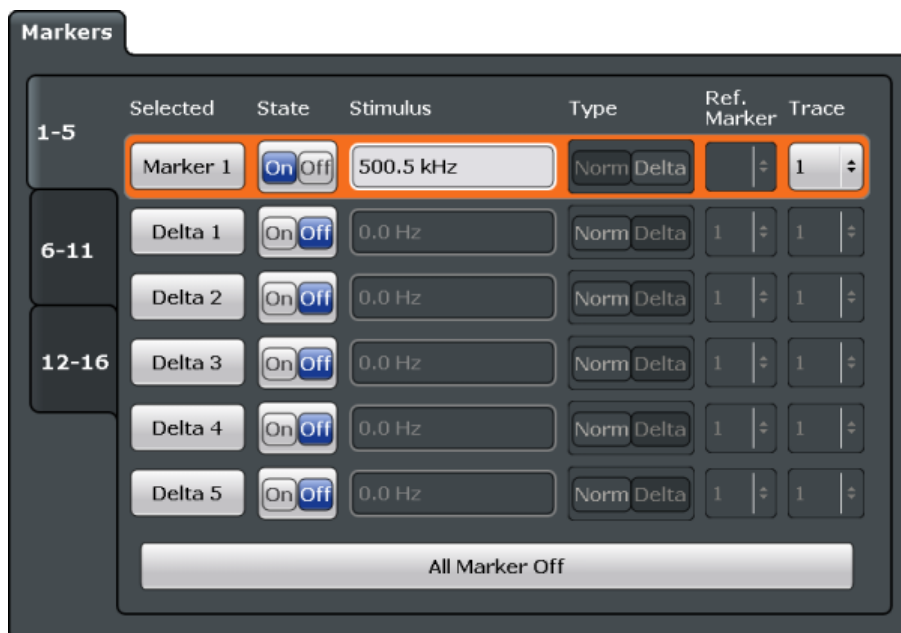 Markers
1-5
6-11
12-16
Selected State Stimulus Type Ref. Marker Trace
Marker 1 On Off 500.5 kHz Norm Delta 1
Delta 1 On Off 0.0 Hz Norm Delta 1 1
Delta 2 On Off 0.0 Hz Norm Delta 1 1
Delta 3 On Off 0.0 Hz Norm Delta 1 1
Delta 4 On Off 0.0 Hz Norm Delta 1 1
Delta 5 On Off 0.0 Hz Norm Delta 1 1
All Marker Off